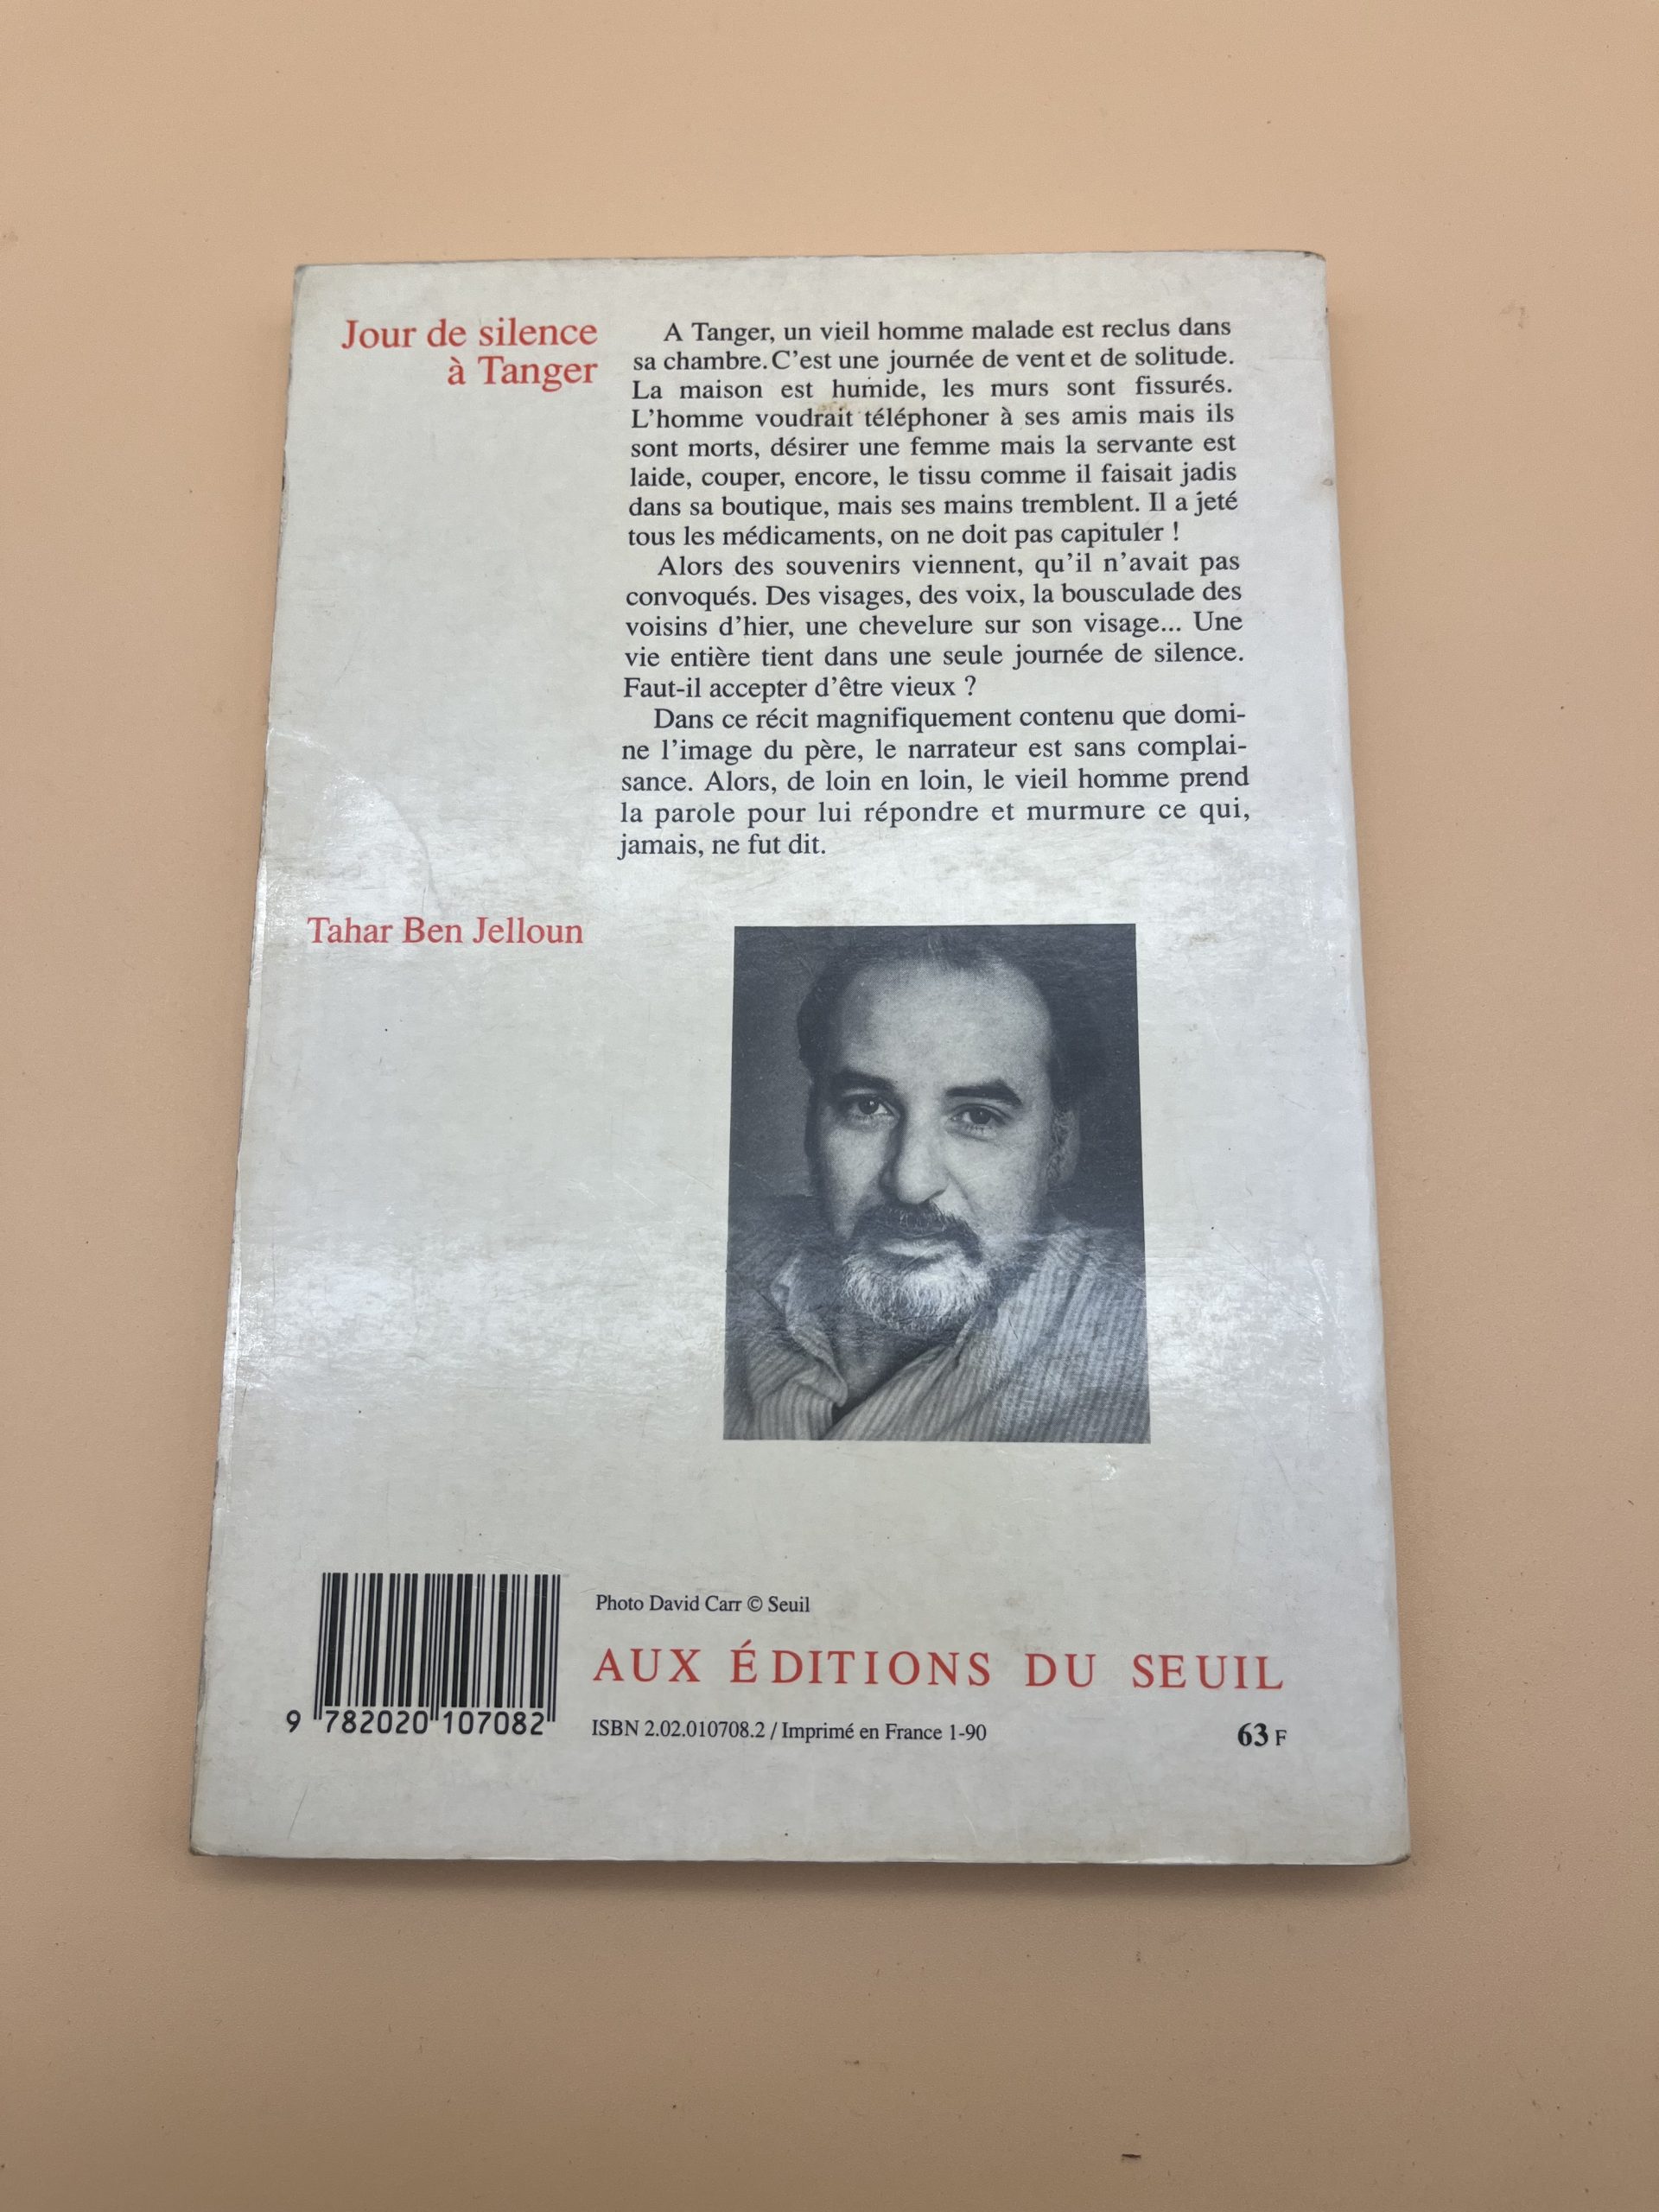 Jour de silence
à Tanger
A Tanger, un vieil homme malade est reclus dans
sa chambre. C'est une journée de vent et de solitude.
La maison est humide, les murs sont fissurés.
L'homme voudrait téléphoner à ses amis mais ils
sont morts, désirer une femme mais la servante est
laide, couper, encore, le tissu comme il faisait jadis
dans sa boutique, mais ses mains tremblent. Il a jeté
tous les médicaments, on ne doit pas capituler !
Alors des souvenirs viennent, qu'il n'avait pas
convoqués. Des visages, des voix, la bousculade des
voisins d'hier, une chevelure sur son visage... Une
vie entière tient dans une seule journée de silence.
Faut-il accepter d'être vieux ?
Dans ce récit magnifiquement contenu que domi-
ne l'image du père, le narrateur est sans complai-
sance. Alors, de loin en loin, le vieil homme prend
la parole pour lui répondre et murmure ce qui,
jamais, ne fut dit.
Tahar Ben Jelloun
Photo David Carr © Seuil
AUX ÉDITIONS DU SEUIL
9 782020 107082
ISBN 2.02.010708.2 / Imprimé en France 1-90
63 F